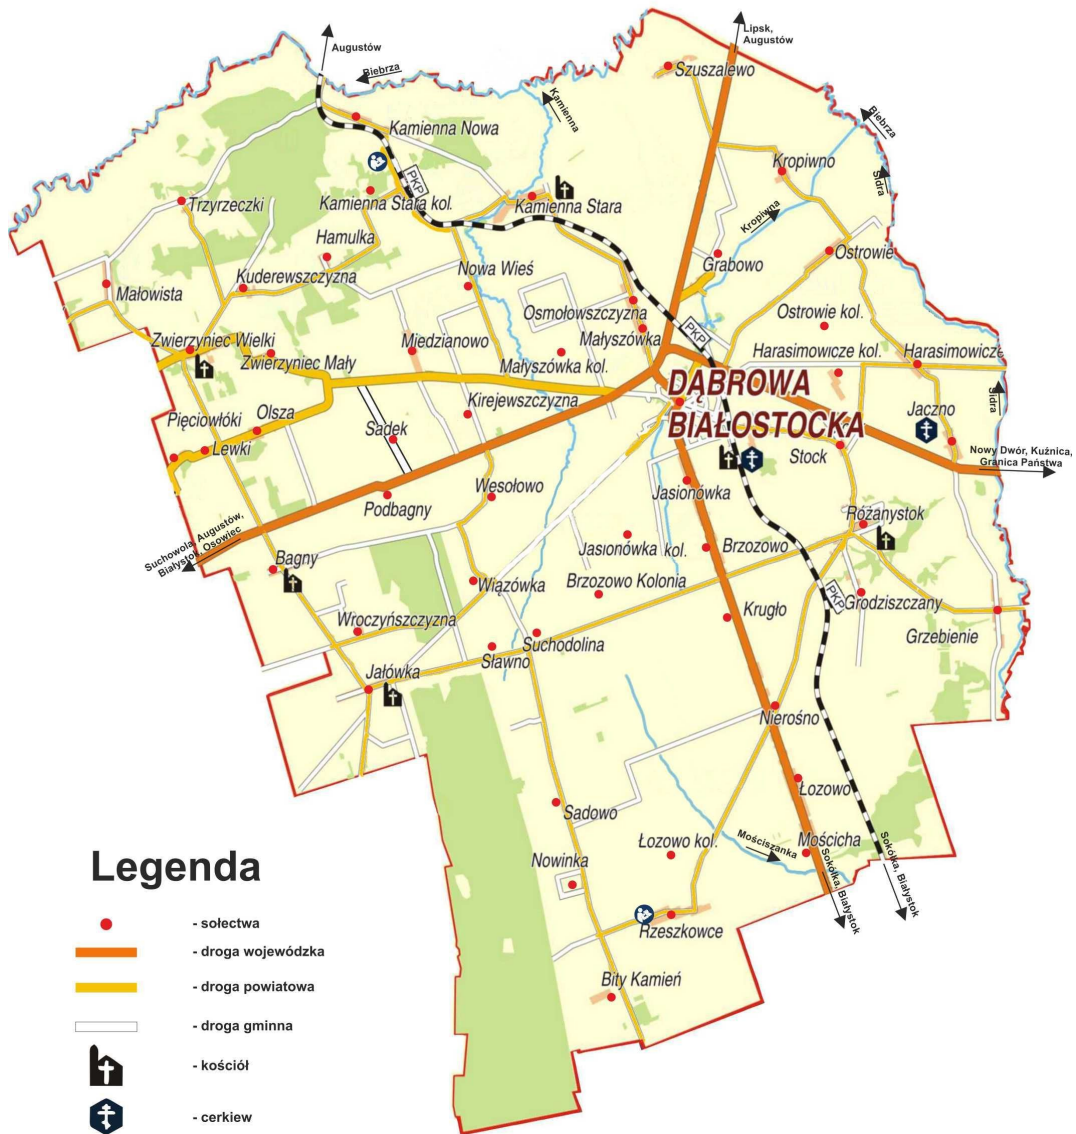 Augustów
Lipsk,
Augustów
Biebrza
Szuszalewo
Kamienna
Biebrza
Kamienna Nowa
Kropiwno
PKP
Sidra
Trzyrzeczki
Kamienna Stara kol.
Kamienna Stara
Kropiwna
Hamulka
Ostrowie
Nowa Wieś
Grabowo
Kuderewszczyzna
Małowista
Osmołowszczyzna
Ostrowie kol.
PKP
Zwierzyniec Wielki
Miedzianowo
Małyszówka
Zwierzyniec Mały
Małyszówka kol.
Harasimowicze kol.
Harasimowicze
DĄBROWA
BIAŁOSTOCKA
Sidra
Pięciowłóki
Olsza
Kirejewszczyzna
Jaczno
Lewki
Sadek
Stock
Nowy Dwór, Kuźnica,
Granica Państwa
Wesołowo
Jasionówka
Podbagny
Różanystok
Suchowola, Augustów,
Białystok, Osowiec
Bagny
Jasionówka kol.
Brzozowo
Wiązówka
Brzozowo Kolonia
PKP
Grodziszczany
Wroczyńszczyzna
Krugło
Grzebienie
Suchodolina
Sławno
Jałówka
Nierośno
Łozowo
Sadowo
Łozowo kol.
Mościszanka
Mościcha
Nowinka
Sokółka, Białystok
Sokółka, Białystok
Rzeszkowce
Bity Kamień
Legenda
- sołectwa
- droga wojewódzka
- droga powiatowa
- droga gminna
- kościół
- cerkiew